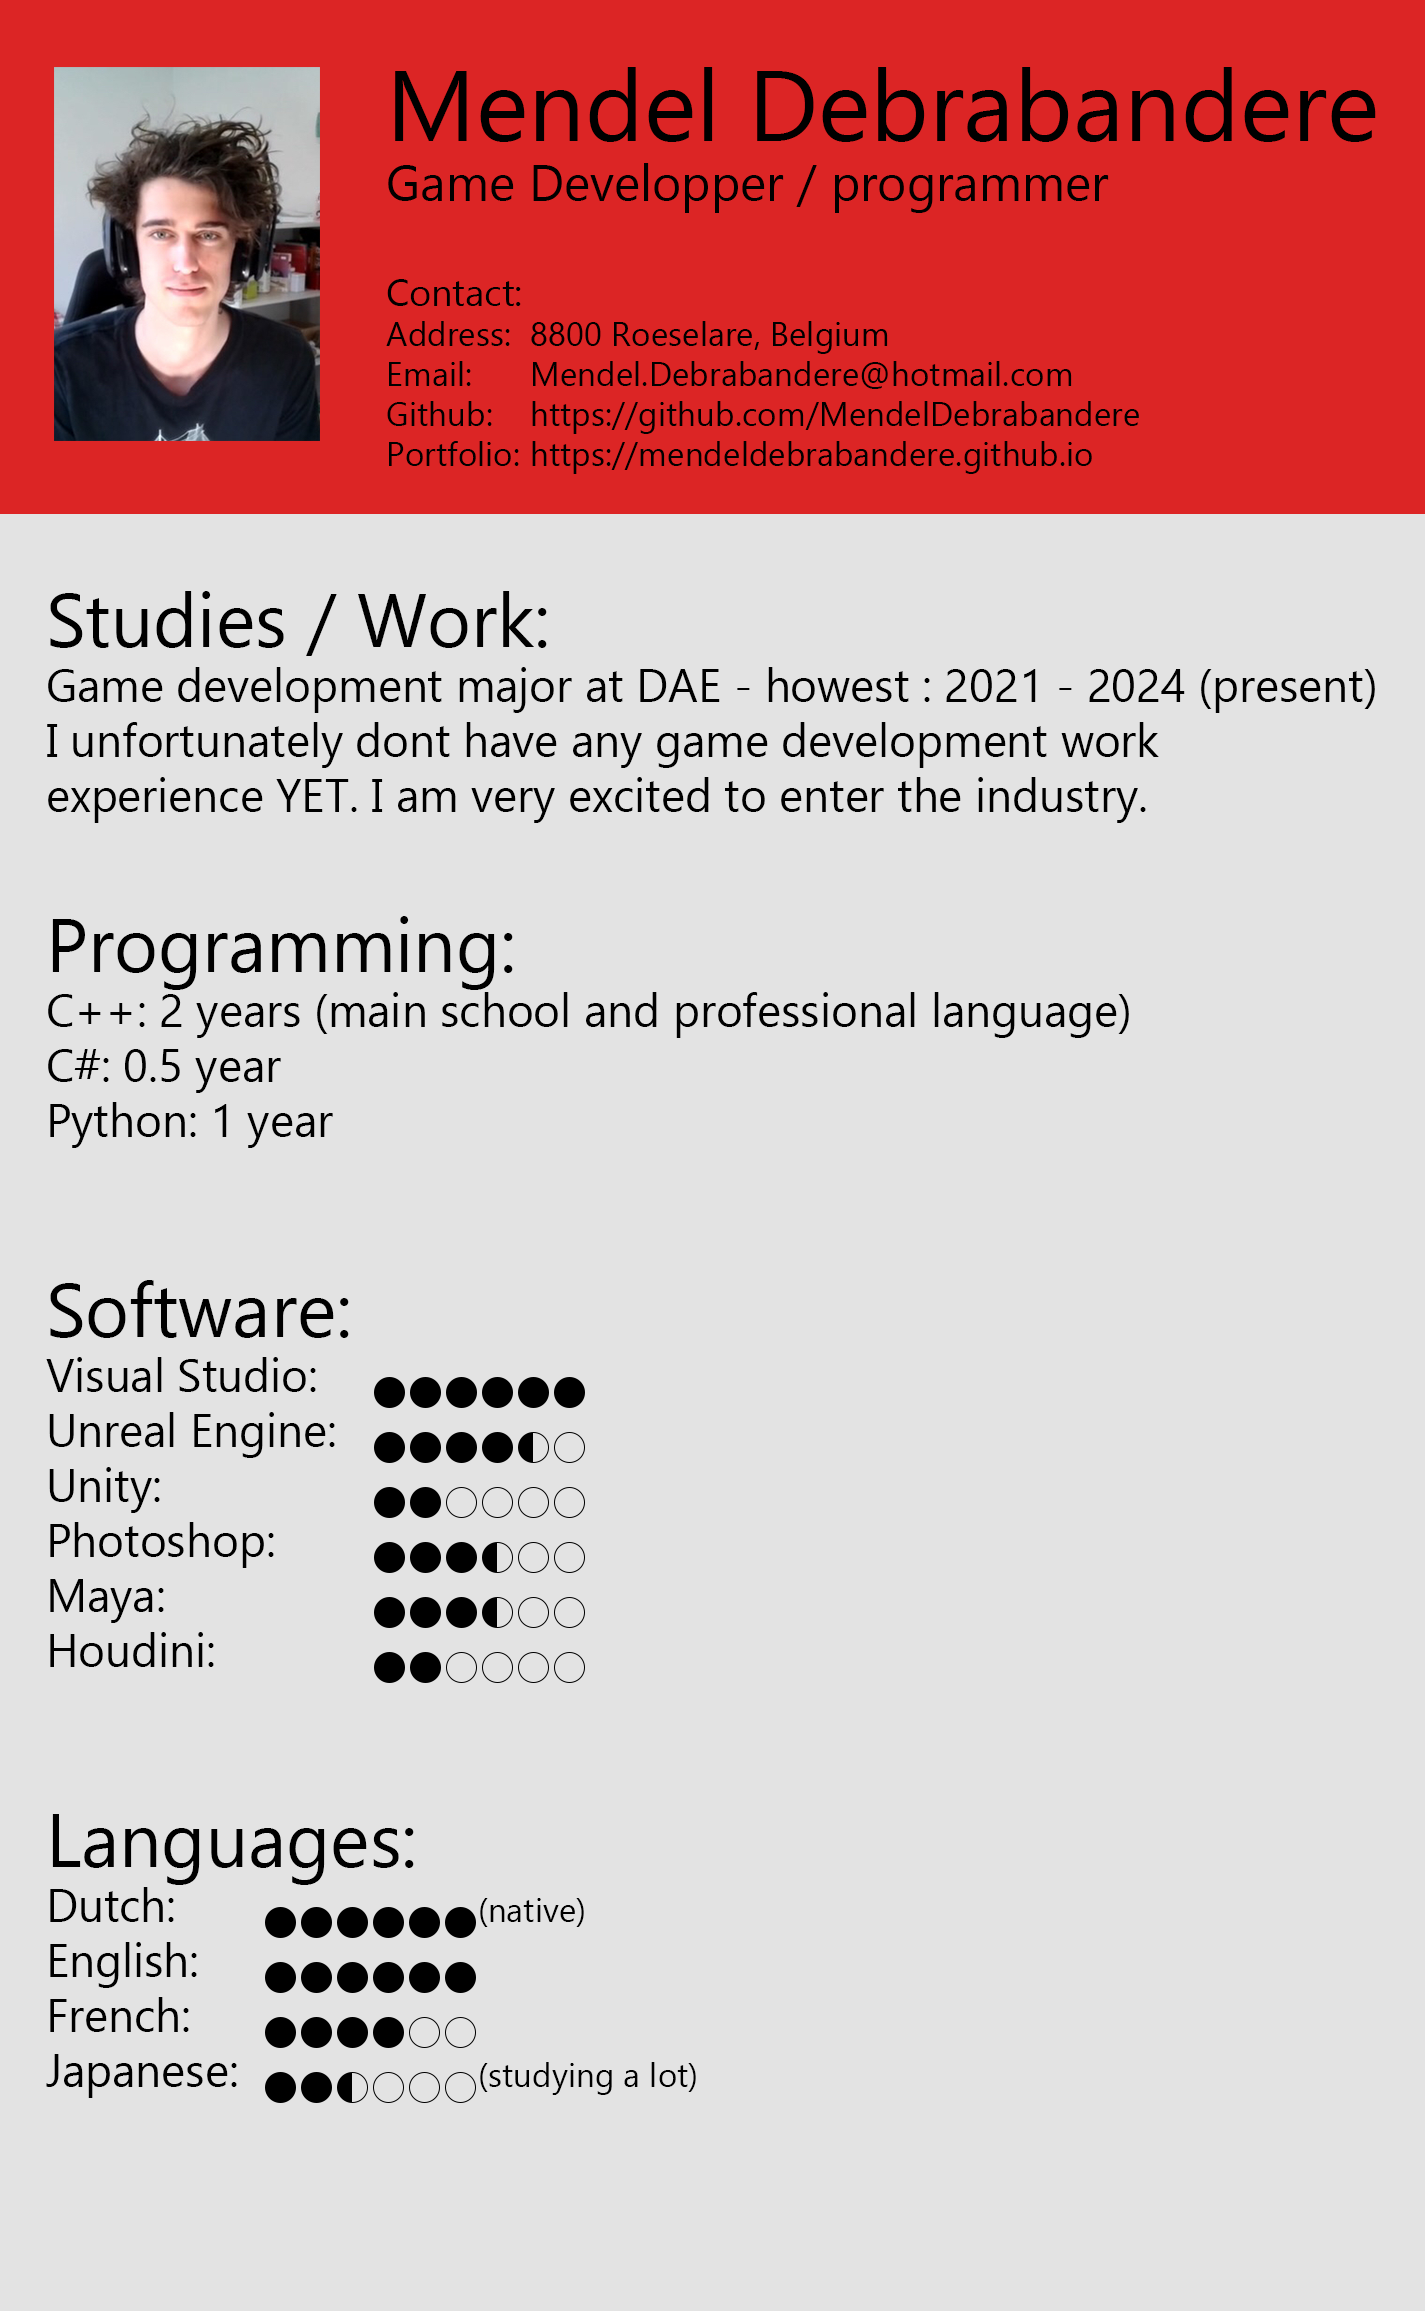 Mendel Debrabandere
Game Developper / programmer
Contact:
Address: 8800 Roeselare, Belgium
Email: Mendel.Debrabandere@hotmail.com
Github: https://github.com/MendelDebrabandere
Portfolio: https://mendeldebrabandere.github.io
Studies / Work:
Game development major at DAE - howest : 2021 - 2024 (present)
I unfortunately dont have any game development work
experience YET. I am very excited to enter the industry.
Programming:
C++: 2 years (main school and professional language)
C#: 0.5 year
Python: 1 year
Software:
Visual Studio:
Unreal Engine:
Unity:
Photoshop:
Maya:
Houdini:
Languages:
Dutch: (native)
English:
French:
Japanese: (studying a lot)